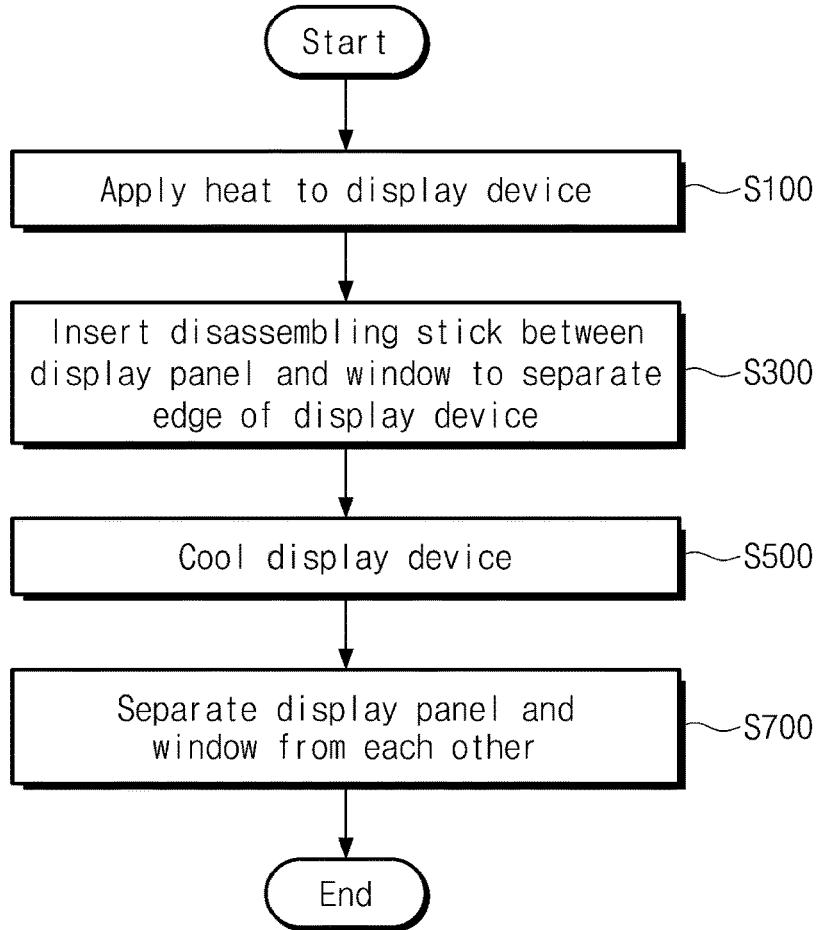 Start
Apply heat to display device
S100
Insert disassembling stick between
display panel and window to separate
edge of display device
S300
Cool display device
S500
Separate display panel and
window from each other
S700
End